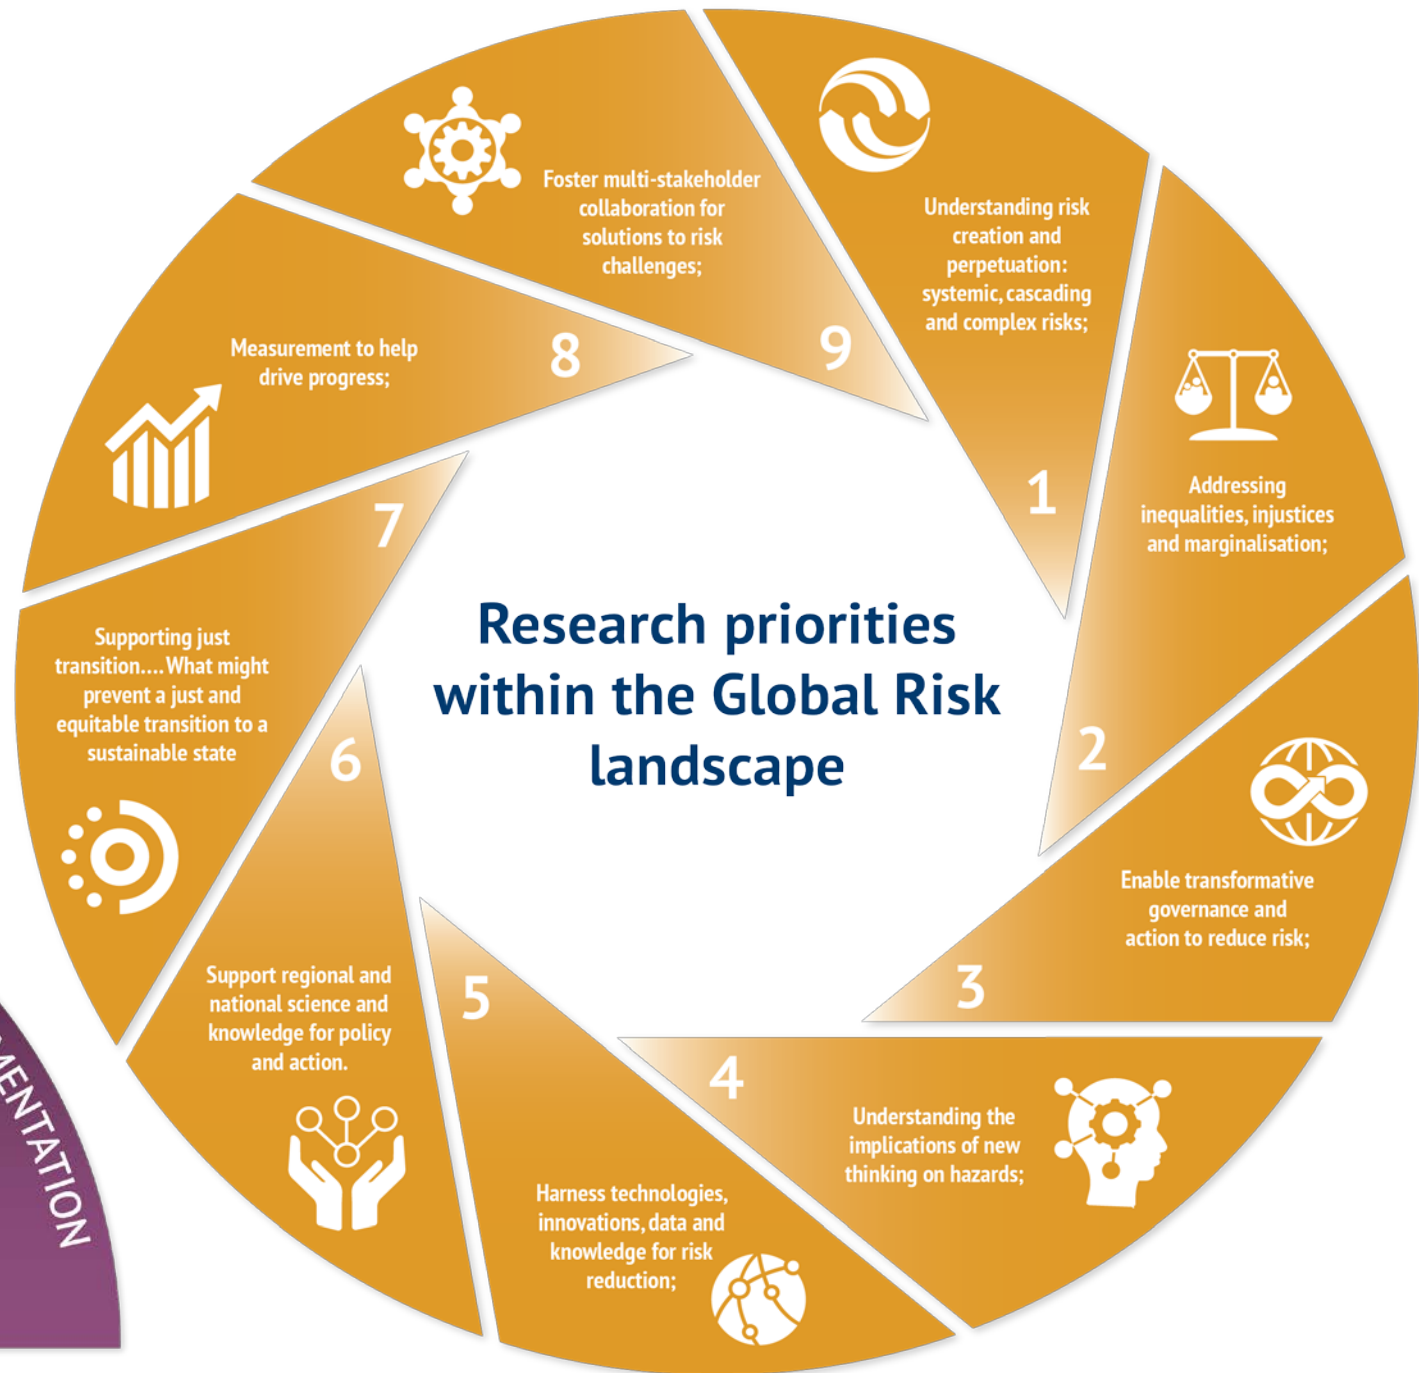 Research priorities
within the Global Risk
landscape
Understanding risk
creation and
perpetuation:
systemic, cascading
and complex risks;
1
Addressing
inequalities, injustices
and marginalisation;
2
Enable transformative
governance and
action to reduce risk;
3
4
Understanding the
implications of new
thinking on hazards;
5
Harness technologies,
innovations, data and
knowledge for risk
reduction;
6
Support regional and
national science and
knowledge for policy
and action.
7
Supporting just
transition.... What might
prevent a just and
equitable transition to a
sustainable state
8
Measurement to help
drive progress;
Foster multi-stakeholder
collaboration for
solutions to risk
challenges;
9
MENTATION